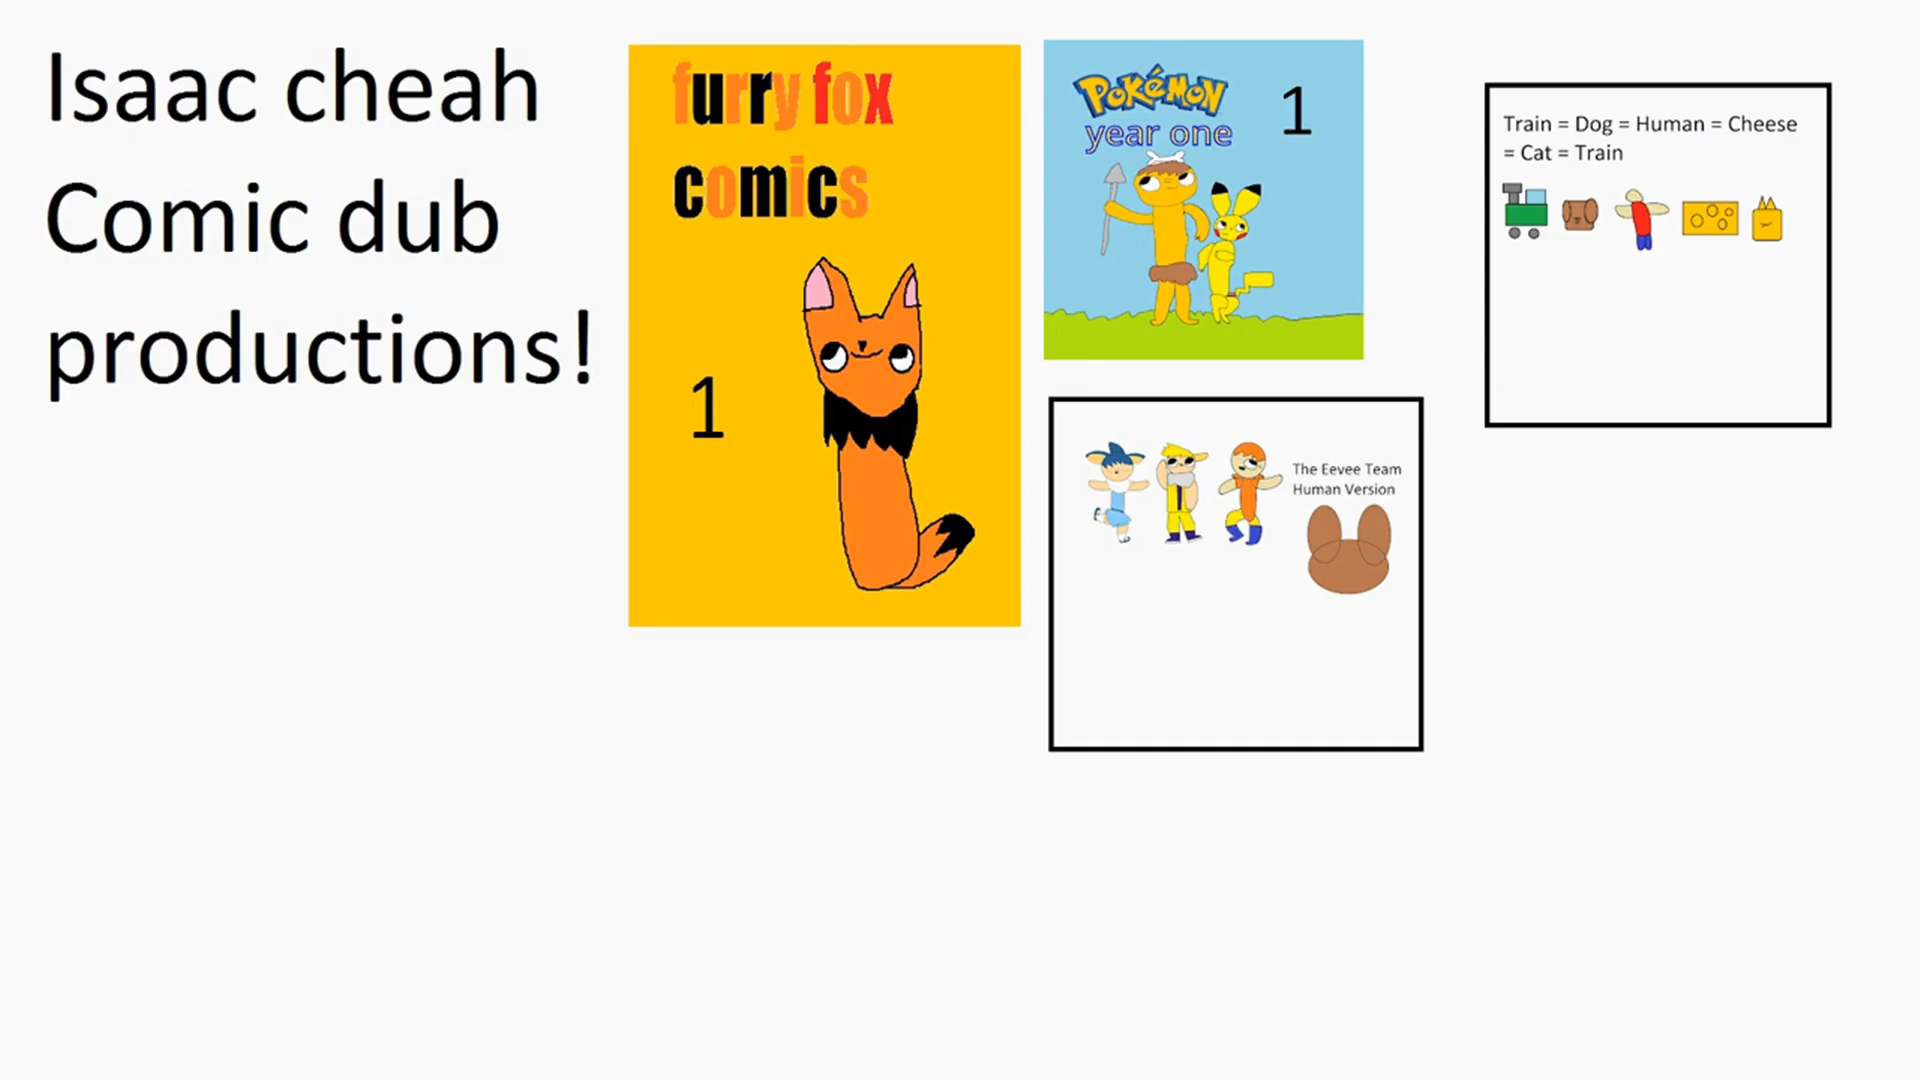 Isaac cheah
Comic dub
productions!
furry fox
comics
1
POKéMON
year one
1
Train = Dog = Human = Cheese
= Cat = Train
The Eevee Team
Human Version